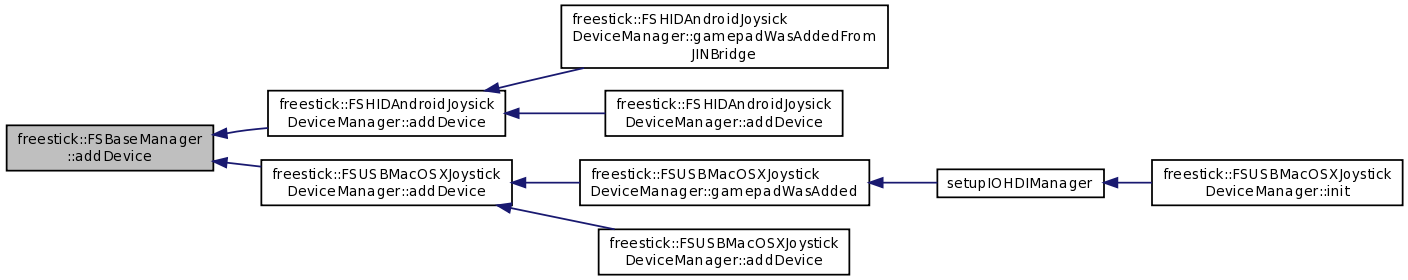 freestick::FSBaseManager
::addDevice
freestick::FSHIDAndroidJoysick
DeviceManager::addDevice
freestick::FSHIDAndroidJoysick
DeviceManager::gamepadWasAddedFrom
JINBridge
freestick::FSHIDAndroidJoysick
DeviceManager::addDevice
freestick::FSUSBMacOSXJoystick
DeviceManager::addDevice
freestick::FSUSBMacOSXJoystick
DeviceManager::gamepadWasAdded
setupIOHDIManager
freestick::FSUSBMacOSXJoystick
DeviceManager::init
freestick::FSUSBMacOSXJoystick
DeviceManager::addDevice